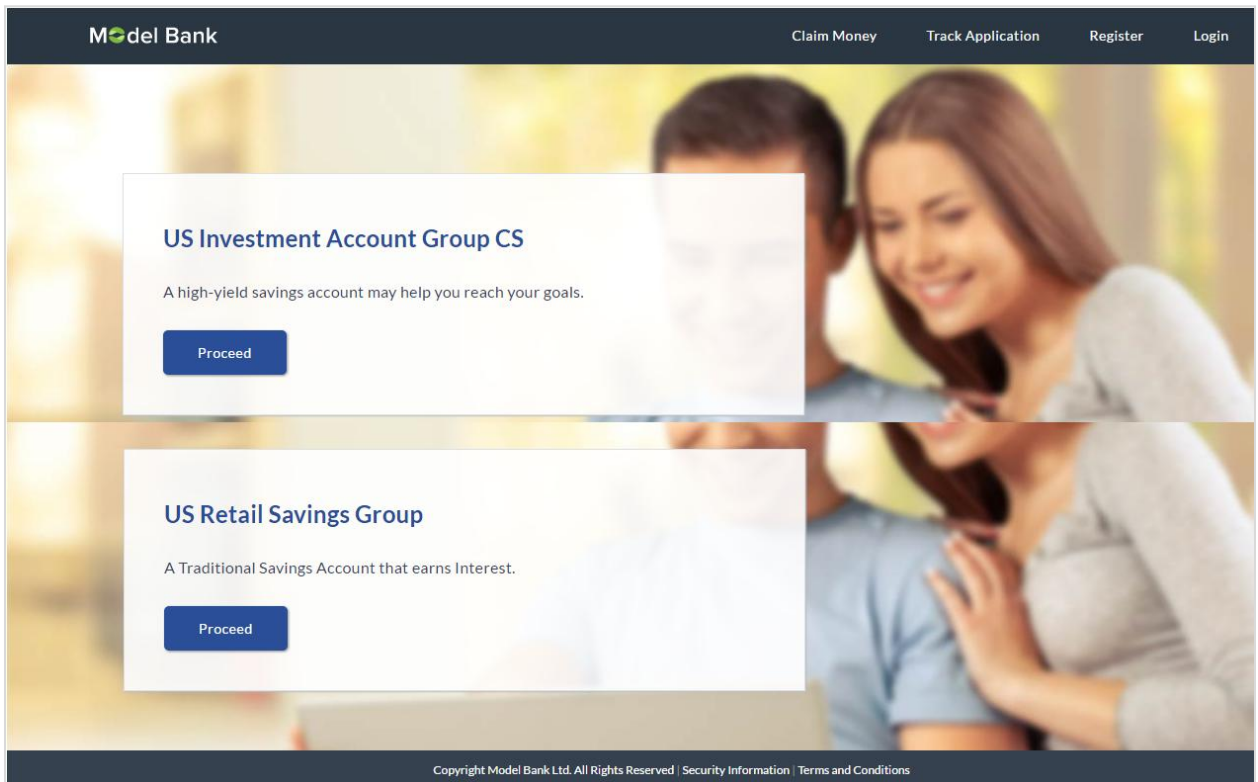 Model Bank
Claim Money Track Application Register Login
US Investment Account Group CS
A high-yield savings account may help you reach your goals.
Proceed
US Retail Savings Group
A Traditional Savings Account that earns Interest.
Proceed
Copyright Model Bank Ltd. All Rights Reserved | Security Information | Terms and Conditions